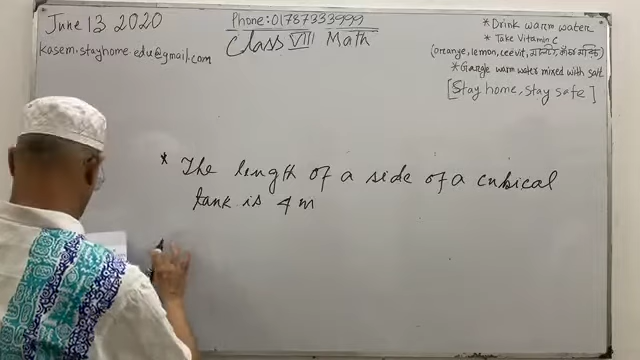 June 13 2020
kasem.stayhome.edu@gmail.com
Phone: 01787333999
Class VIII Math
* Drink warm water
* Take Vitamin C
(orange, lemon, ceevit,
* Gargle warm water mixed with salt
[Stay home, stay safe]
* The length of a side of a cubical
tank is 4 m